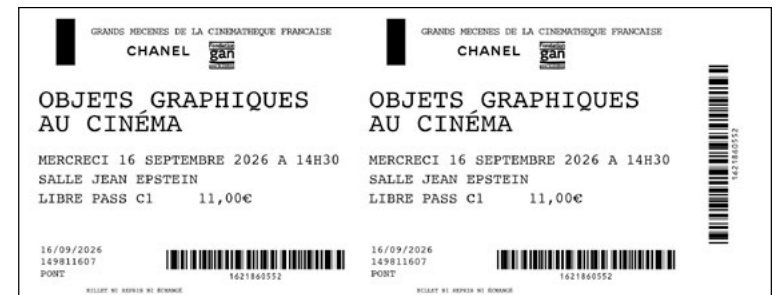 GRANDS MECENES DE LA CINEMATHEQUE FRANCAISE
CHANEL
gan
OBJETS GRAPHIQUES
AU CINÉMA
MERCRECI 16 SEPTEMBRE 2026 A 14H30
SALLE JEAN EPSTEIN
LIBRE PASS C1 11,00€
16/09/2026
149811607
PONT
1621860552
BILLET NI REPRIS NI ÉCHANGÉ
GRANDS MECENES DE LA CINEMATHEQUE FRANCAISE
CHANEL
gan
OBJETS GRAPHIQUES
AU CINÉMA
MERCRECI 16 SEPTEMBRE 2026 A 14H30
SALLE JEAN EPSTEIN
LIBRE PASS C1 11,00€
16/09/2026
149811607
PONT
1621860552
BILLET NI REPRIS NI ÉCHANGÉ
1621860552